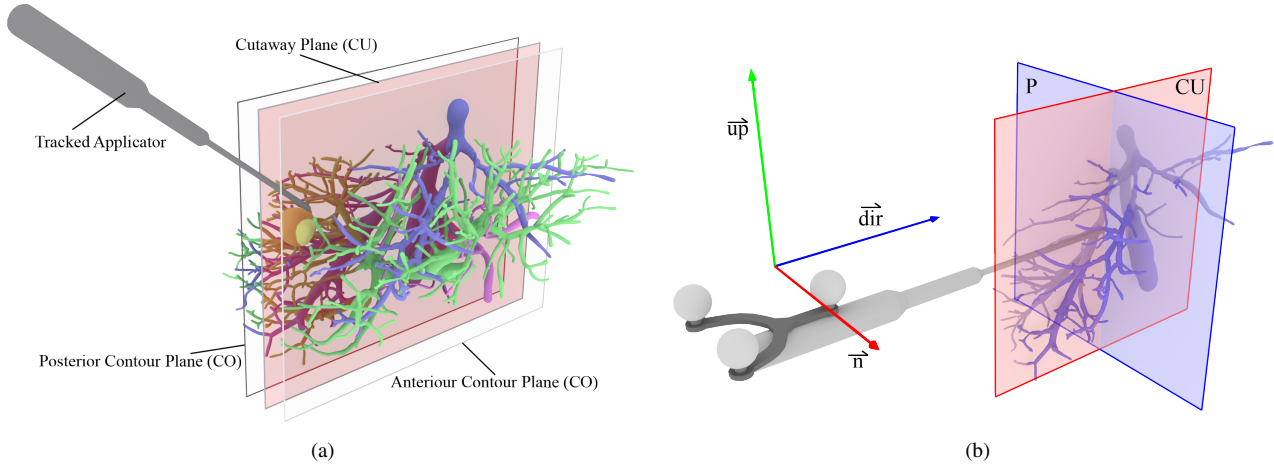 Cutaway Plane (CU)
Tracked Applicator
Posterior Contour Plane (CO)
Anteriour Contour Plane (CO)
(a)
P
CU
up
dir
n
(b)